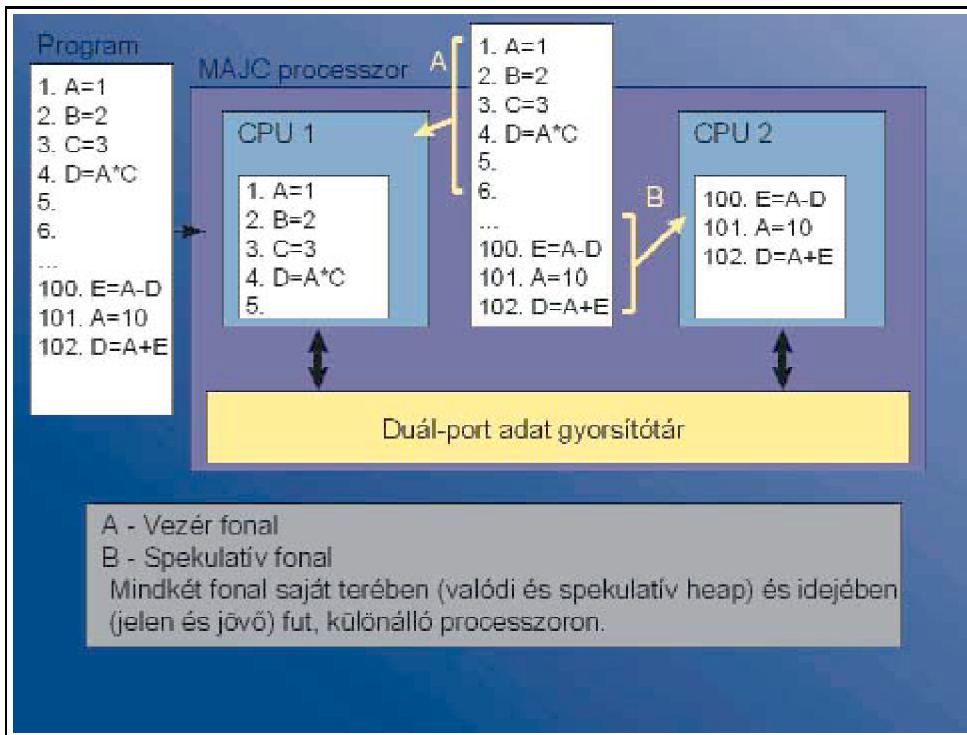 Program
1. A=1
2. B=2
3. C=3
4. D=A*C
5.
6.
...
100. E=A-D
101. A=10
102. D=A+E
MAJC processzor
CPU 1
1. A=1
2. B=2
3. C=3
4. D=A*C
5.
A
1. A=1
2. B=2
3. C=3
4. D=A*C
5.
6.
...
100. E=A-D
101. A=10
102. D=A+E
B
CPU 2
100. E=A-D
101. A=10
102. D=A+E
Duál-port adat gyorsítótár
A - Vezér fonal
B - Spekulatív fonal
Mindkét fonal saját terében (valódi és spekulatív heap) és idejében
(jelen és jövő) fut, különálló processzoron.